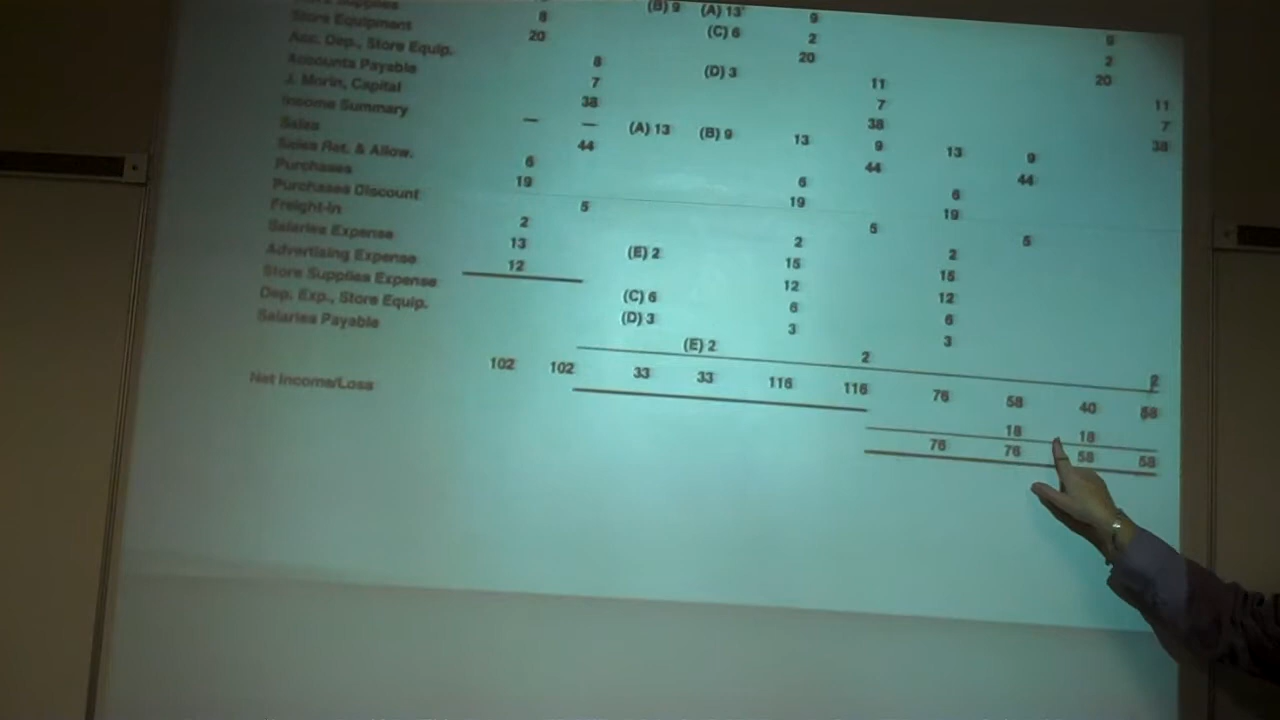 (B) 9 (A) 13 9 9
Supplies 8 (C) 6 2 2
Store Equipment 20 20 20
Acc. Dep., Store Equip. 8 (D) 3 11 11
Accounts Payable 7 7 7
J. Morin, Capital 38 38 38
Income Summary — — (A) 13 (B) 9 13 9 13 9
Sales 44 44 44
Sales Ret. & Allow. 6 6 6
Purchases 19 19 19
Purchases Discount 5 5 5
Freight-In 2 2 2
Salaries Expense 13 (E) 2 15 15
Advertising Expense 12 12 12
Store Supplies Expense (C) 6 6 6
Dep. Exp., Store Equip. (D) 3 3 3
Salaries Payable (E) 2 2 2
102 102 33 33 116 116 76 58 40 58
Net Income/Loss 18 18
76 76 58 58